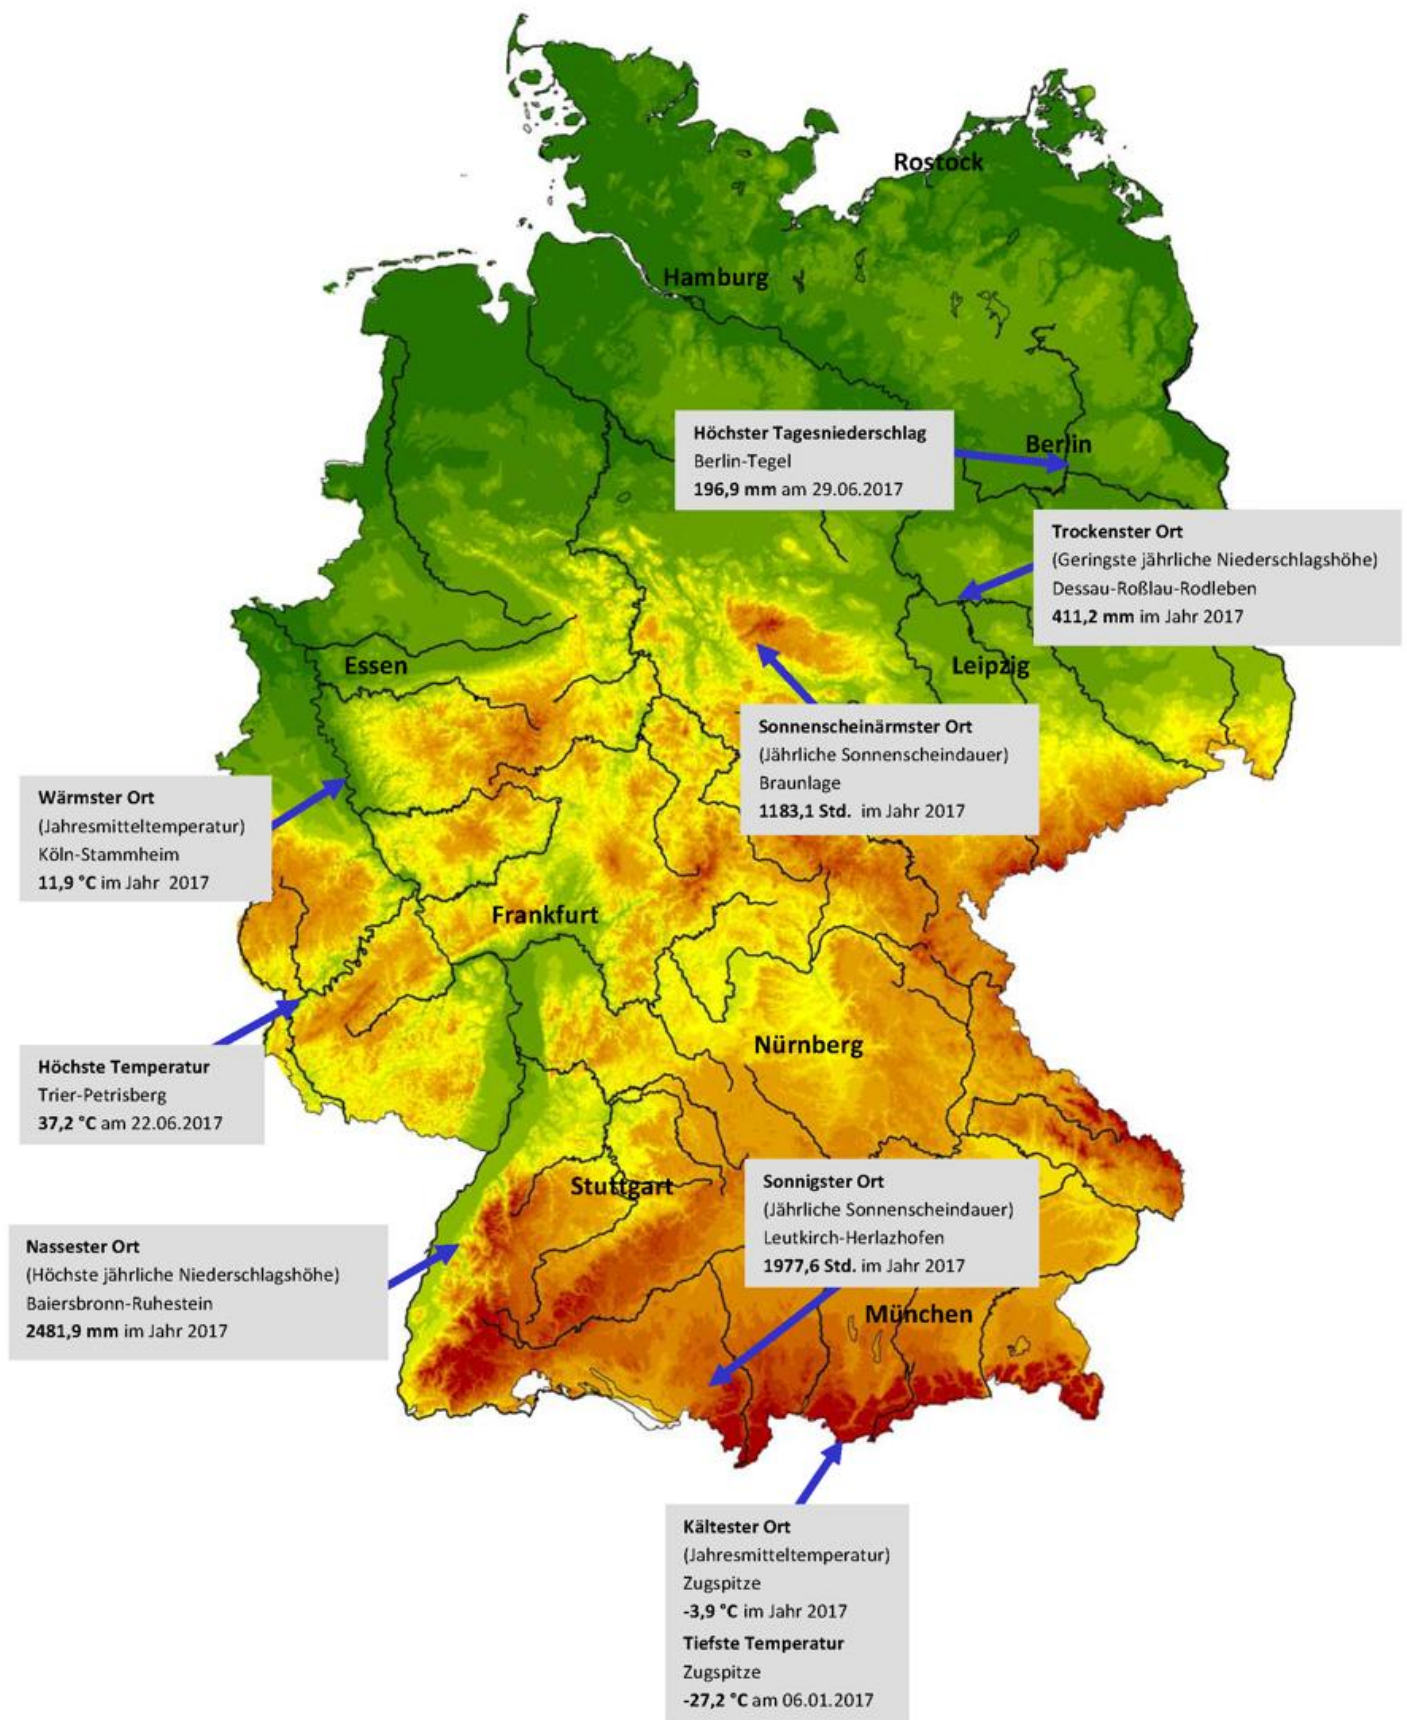 Rostock
Hamburg
Höchster Tagesniederschlag
Berlin-Tegel
196,9 mm am 29.06.2017
Berlin
Trockenster Ort
(Geringste jährliche Niederschlagshöhe)
Dessau-Roßlau-Rodleben
411,2 mm im Jahr 2017
Essen
Leipzig
Sonnenscheinärmster Ort
(Jährliche Sonnenscheindauer)
Braunlage
1183,1 Std. im Jahr 2017
Wärmster Ort
(Jahresmitteltemperatur)
Köln-Stammheim
11,9 °C im Jahr 2017
Frankfurt
Höchste Temperatur
Trier-Petrisberg
37,2 °C am 22.06.2017
Nürnberg
Stuttgart
Sonnigster Ort
(Jährliche Sonnenscheindauer)
Leutkirch-Herlazhofen
1977,6 Std. im Jahr 2017
Nassester Ort
(Höchste jährliche Niederschlagshöhe)
Baiersbronn-Ruhestein
2481,9 mm im Jahr 2017
München
Kältester Ort
(Jahresmitteltemperatur)
Zugspitze
-3,9 °C im Jahr 2017
Tiefste Temperatur
Zugspitze
-27,2 °C am 06.01.2017